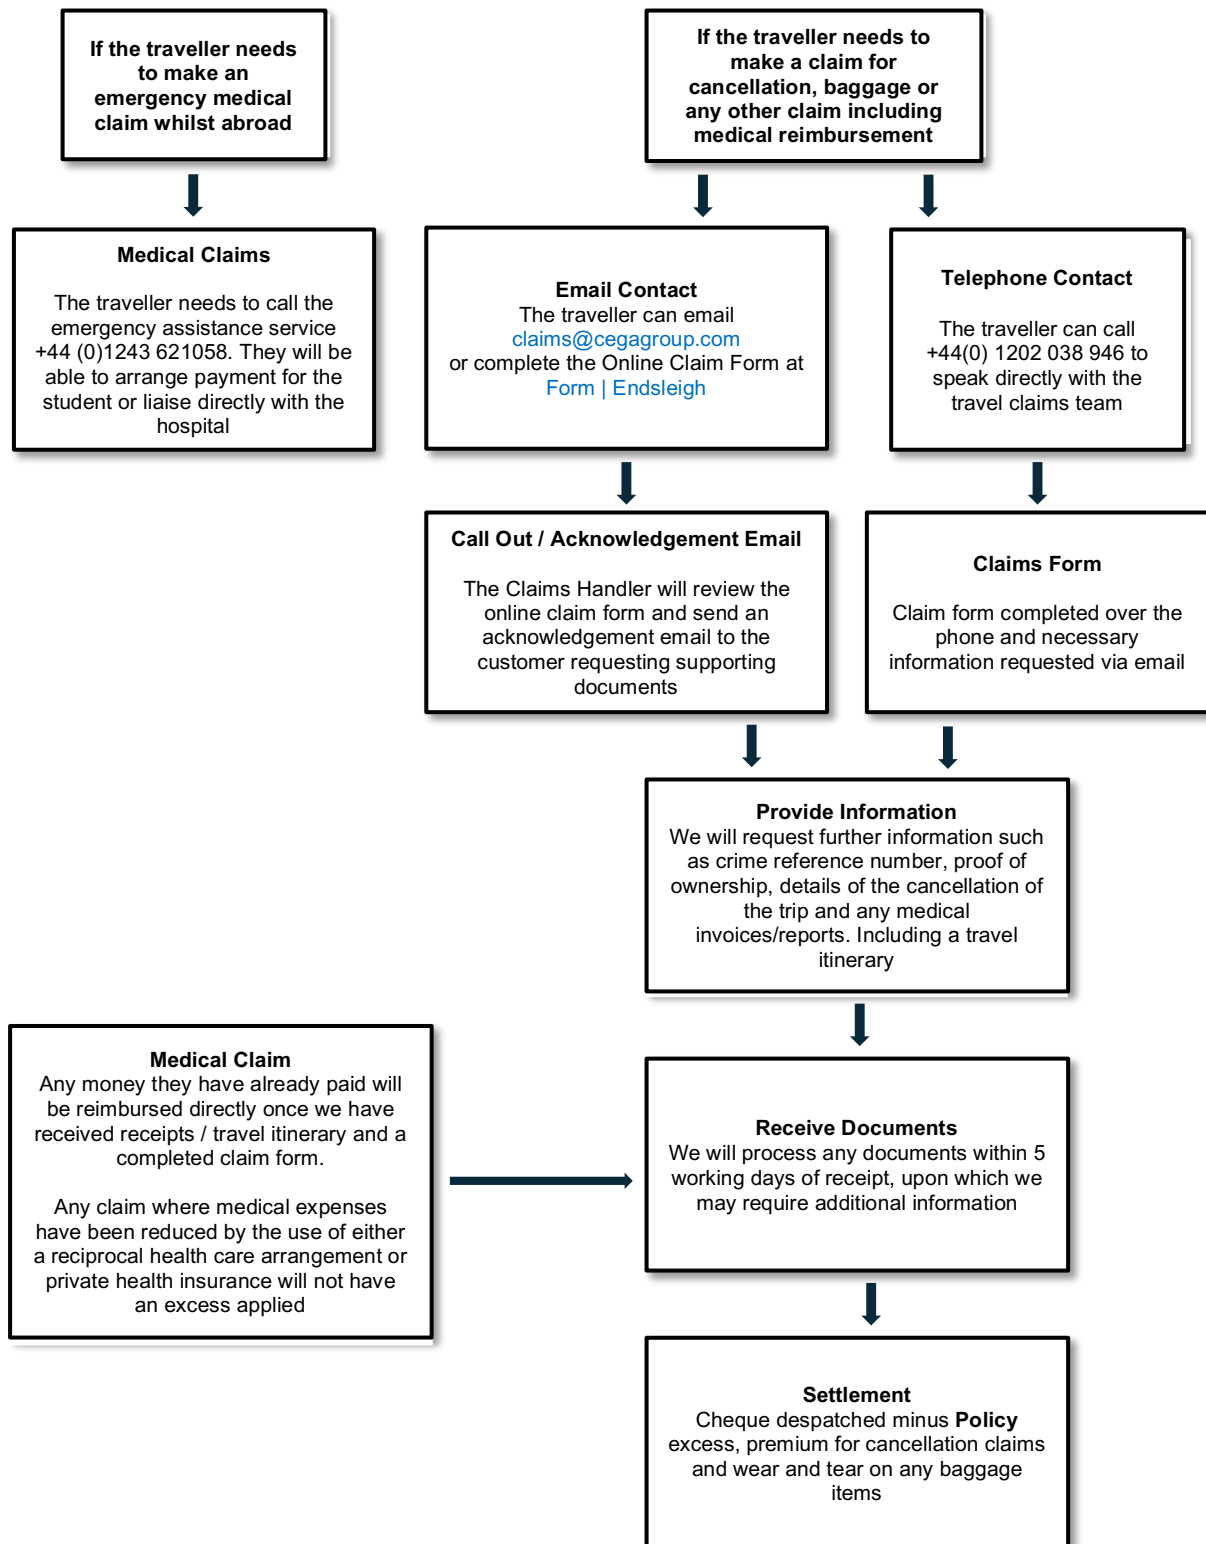 If the traveller needs
to make an
emergency medical
claim whilst abroad
If the traveller needs to
make a claim for
cancellation, baggage or
any other claim including
medical reimbursement
Medical Claims
The traveller needs to call the
emergency assistance service
+44 (0)1243 621058. They will be
able to arrange payment for the
student or liaise directly with the
hospital
Email Contact
The traveller can email
claims@cegagroup.com
or complete the Online Claim Form at
Form | Endsleigh
Telephone Contact
The traveller can call
+44(0) 1202 038 946 to
speak directly with the
travel claims team
Call Out / Acknowledgement Email
The Claims Handler will review the
online claim form and send an
acknowledgement email to the
customer requesting supporting
documents
Claims Form
Claim form completed over the
phone and necessary
information requested via email
Provide Information
We will request further information such
as crime reference number, proof of
ownership, details of the cancellation of
the trip and any medical
invoices/reports. Including a travel
itinerary
Medical Claim
Any money they have already paid will
be reimbursed directly once we have
received receipts / travel itinerary and a
completed claim form.
Any claim where medical expenses
have been reduced by the use of either
a reciprocal health care arrangement or
private health insurance will not have
an excess applied
Receive Documents
We will process any documents within 5
working days of receipt, upon which we
may require additional information
Settlement
Cheque despatched minus Policy
excess, premium for cancellation claims
and wear and tear on any baggage
items